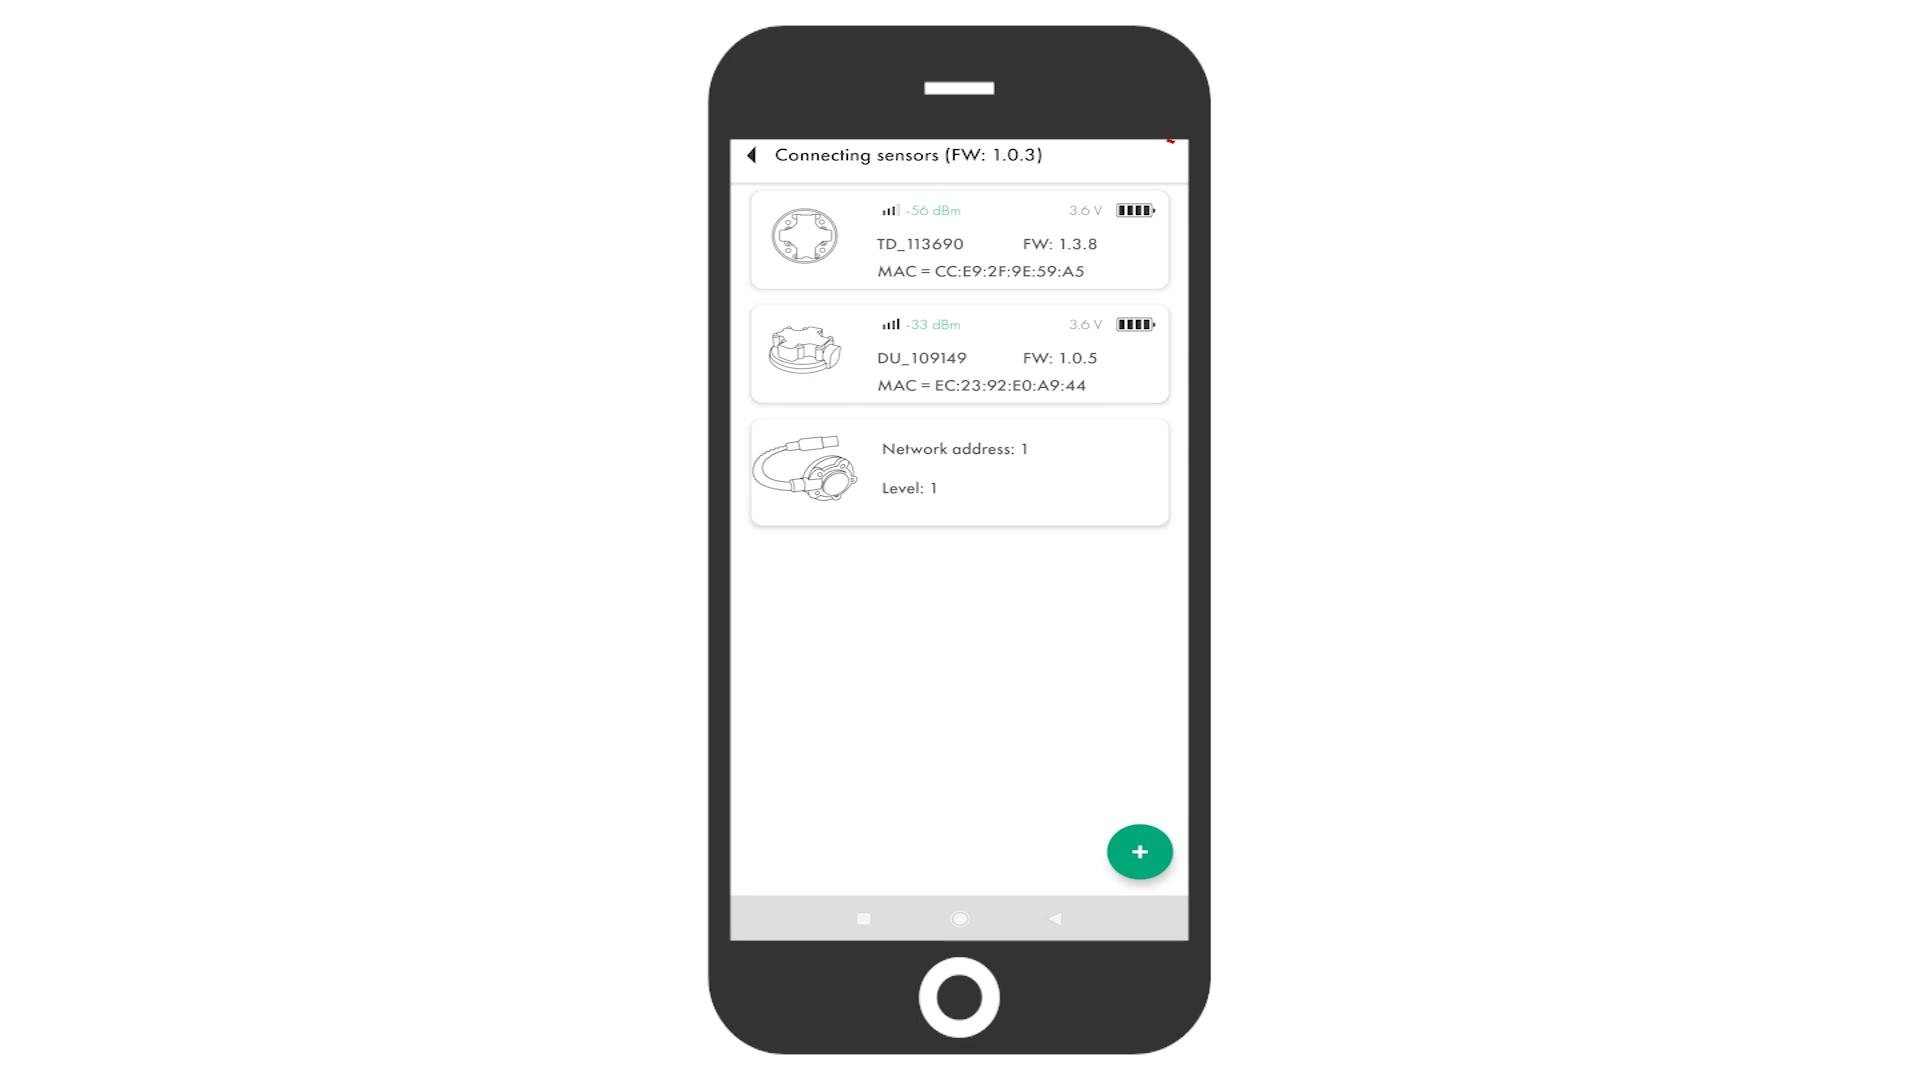 Connecting sensors (FW: 1.0.3)
-56 dBm 3.6 V
TD_113690 FW: 1.3.8
MAC = CC:E9:2F:9E:59:A5
-33 dBm 3.6 V
DU_109149 FW: 1.0.5
MAC = EC:23:92:E0:A9:44
Network address: 1
Level: 1
+